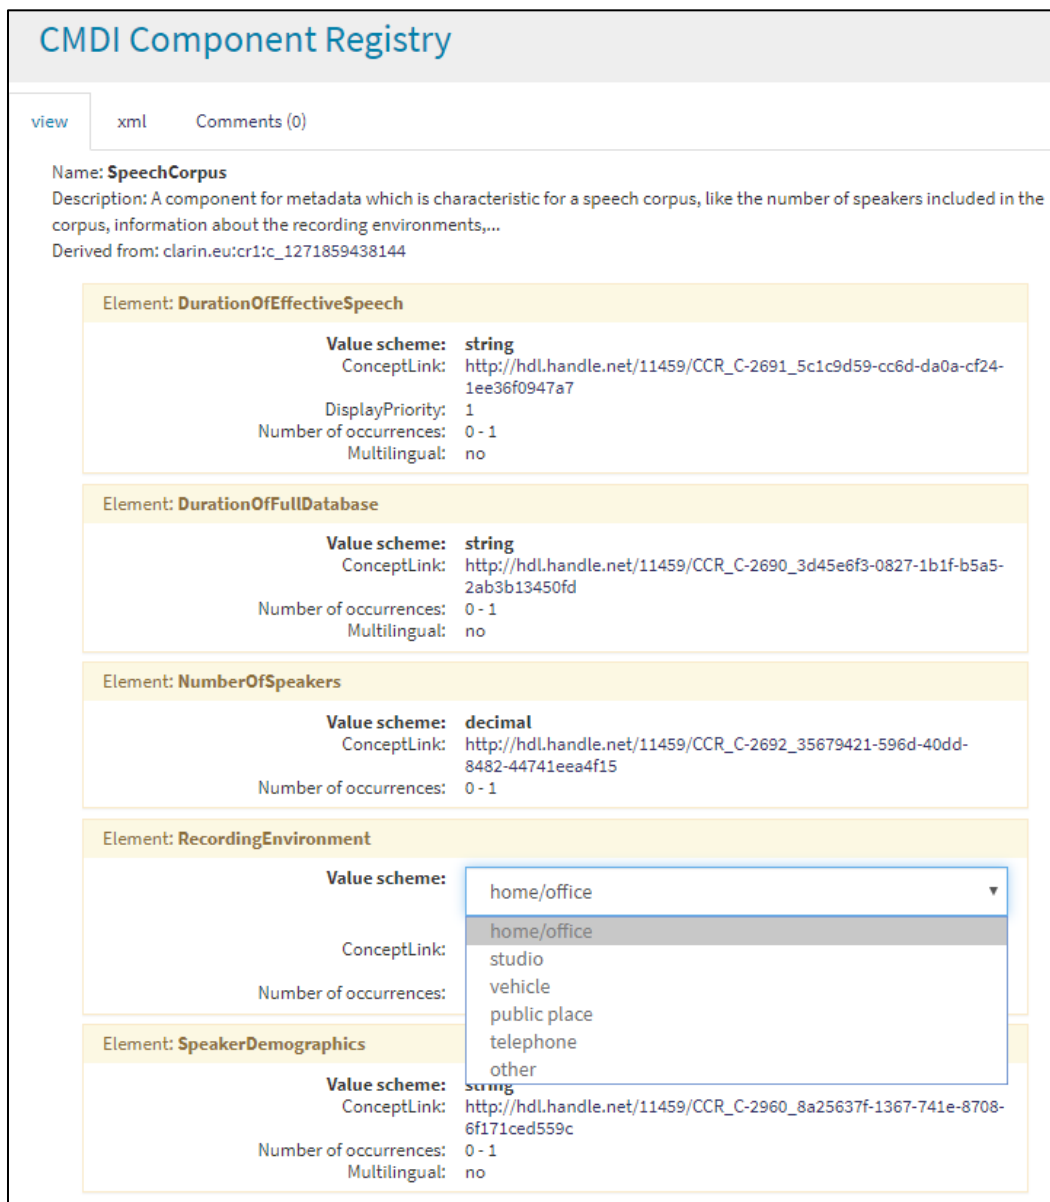 CMDI Component Registry
view xml Comments (0)
Name: SpeechCorpus
Description: A component for metadata which is characteristic for a speech corpus, like the number of speakers included in the
corpus, information about the recording environments,...
Derived from: clarin.eu:cr1:c_1271859438144
Element: DurationOfEffectiveSpeech
Value scheme: string
ConceptLink: http://hdl.handle.net/11459/CCR_C-2691_5c1c9d59-cc6d-da0a-cf24-
1ee36f0947a7
DisplayPriority: 1
Number of occurrences: 0 - 1
Multilingual: no
Element: DurationOfFullDatabase
Value scheme: string
ConceptLink: http://hdl.handle.net/11459/CCR_C-2690_3d45e6f3-0827-1b1f-b5a5-
2ab3b13450fd
Number of occurrences: 0 - 1
Multilingual: no
Element: NumberOfSpeakers
Value scheme: decimal
ConceptLink: http://hdl.handle.net/11459/CCR_C-2692_35679421-596d-40dd-
8482-44741eea4f15
Number of occurrences: 0 - 1
Element: RecordingEnvironment
Value scheme: home/office
home/office
ConceptLink:
studio
vehicle
Number of occurrences:
public place
telephone
other
Element: SpeakerDemographics
Value scheme: string
ConceptLink: http://hdl.handle.net/11459/CCR_C-2960_8a25637f-1367-741e-8708-
6f171ced559c
Number of occurrences: 0 - 1
Multilingual: no